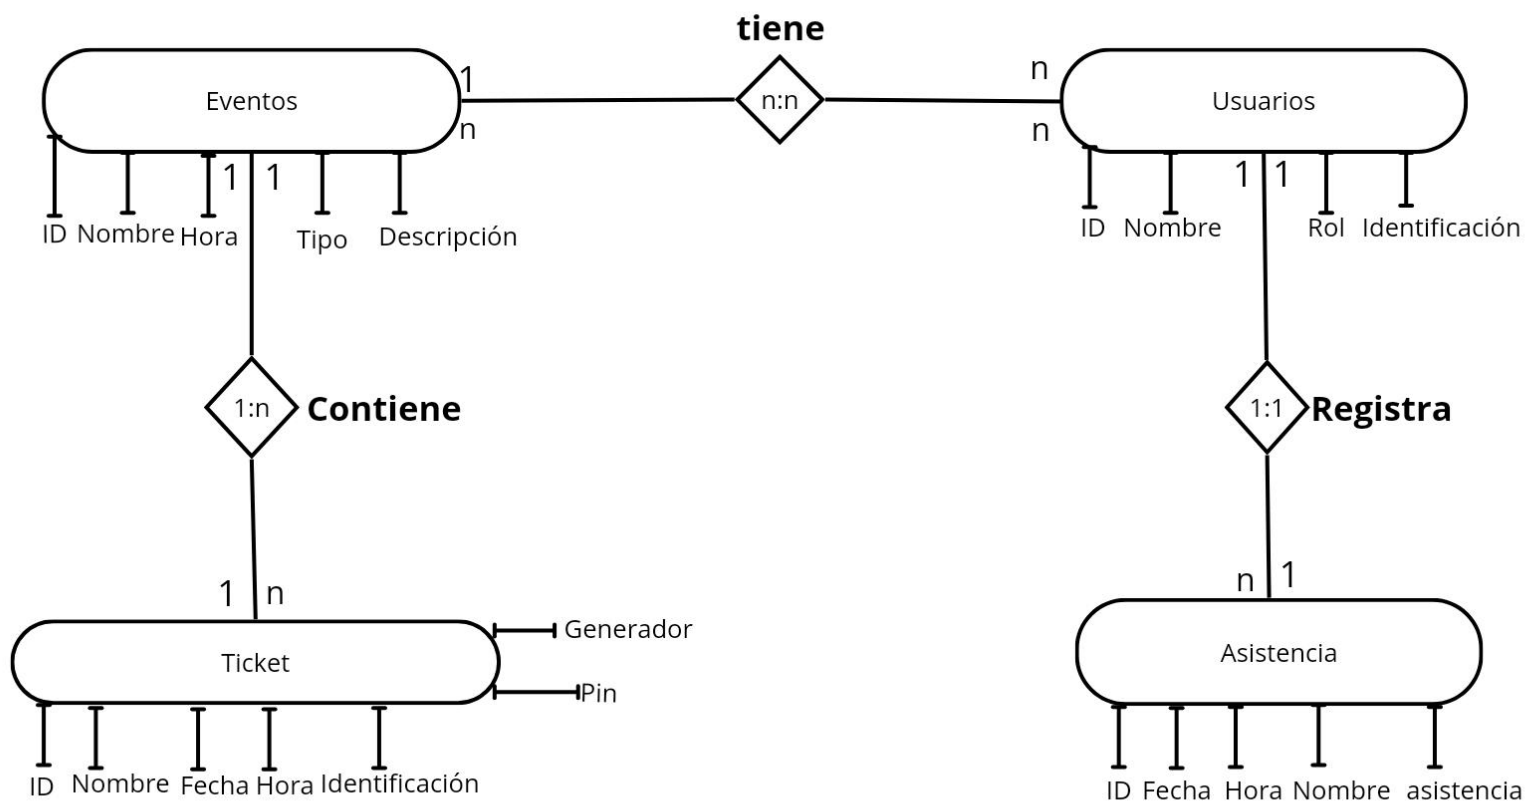 tiene
Eventos
1
n
n:n
n
n
Usuarios
1 1
ID Nombre Hora Tipo Descripción
1 1
ID Nombre Rol Identificación
1:n Contiene
1:1 Registra
1 n
n 1
Ticket
Generador
Pin
Asistencia
ID Nombre Fecha Hora Identificación
ID Fecha Hora Nombre asistencia